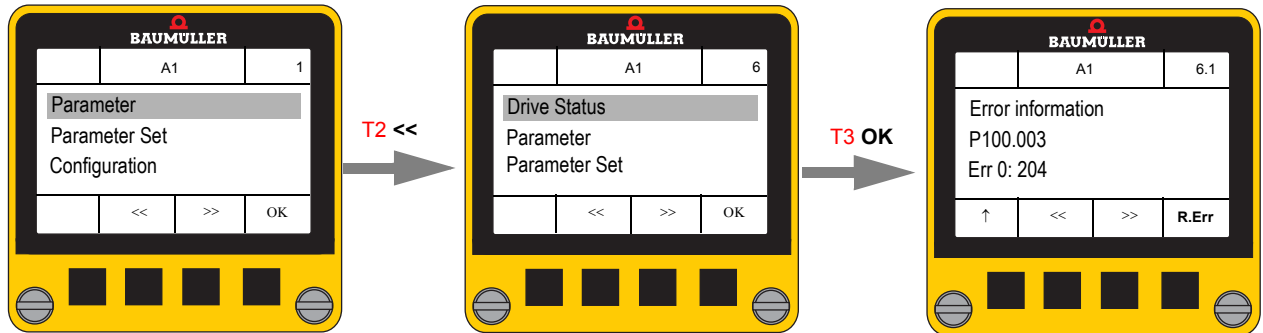 BAUMÜLLER
A1 1
Parameter
Parameter Set
Configuration
<< >> OK
T2 <<
BAUMÜLLER
A1 6
Drive Status
Parameter
Parameter Set
<< >> OK
T3 OK
BAUMÜLLER
A1 6.1
Error information
P100.003
Err 0: 204
↑ << >> R.Err